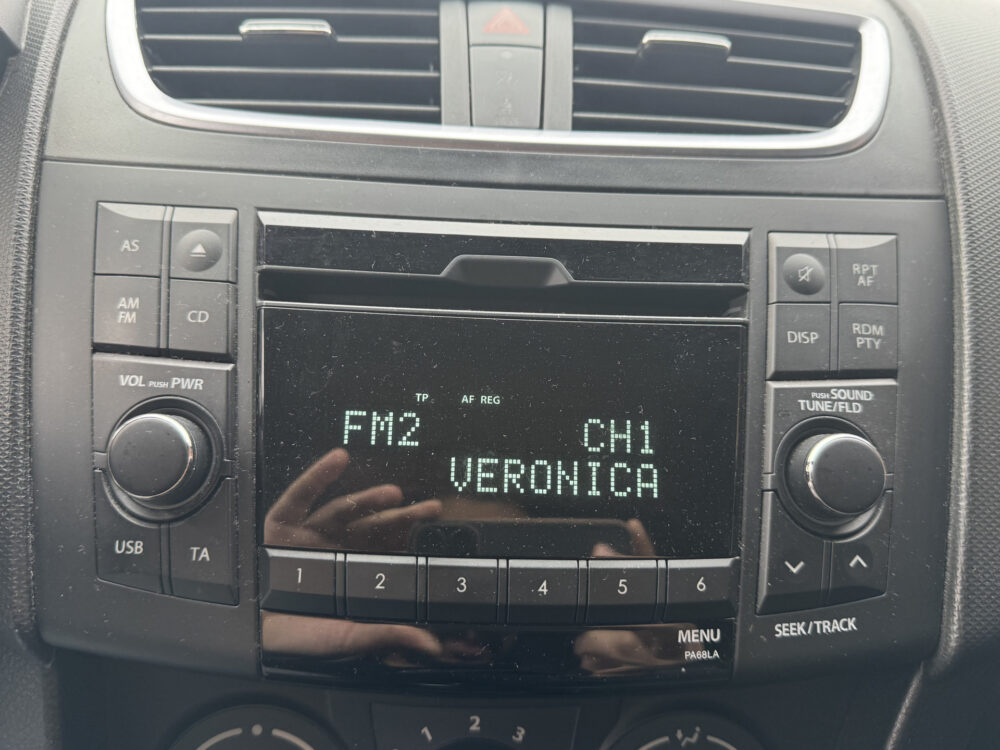 AS
AM
FM
CD
VOL PUSH PWR
USB
TA
TP AF REG
FM2 CH1
VERONICA
1 2 3 4 5 6
MENU
PA68LA
RPT
AF
DISP
RDM
PTY
PUSH SOUND
TUNE/FLD
SEEK/TRACK
1 2 3